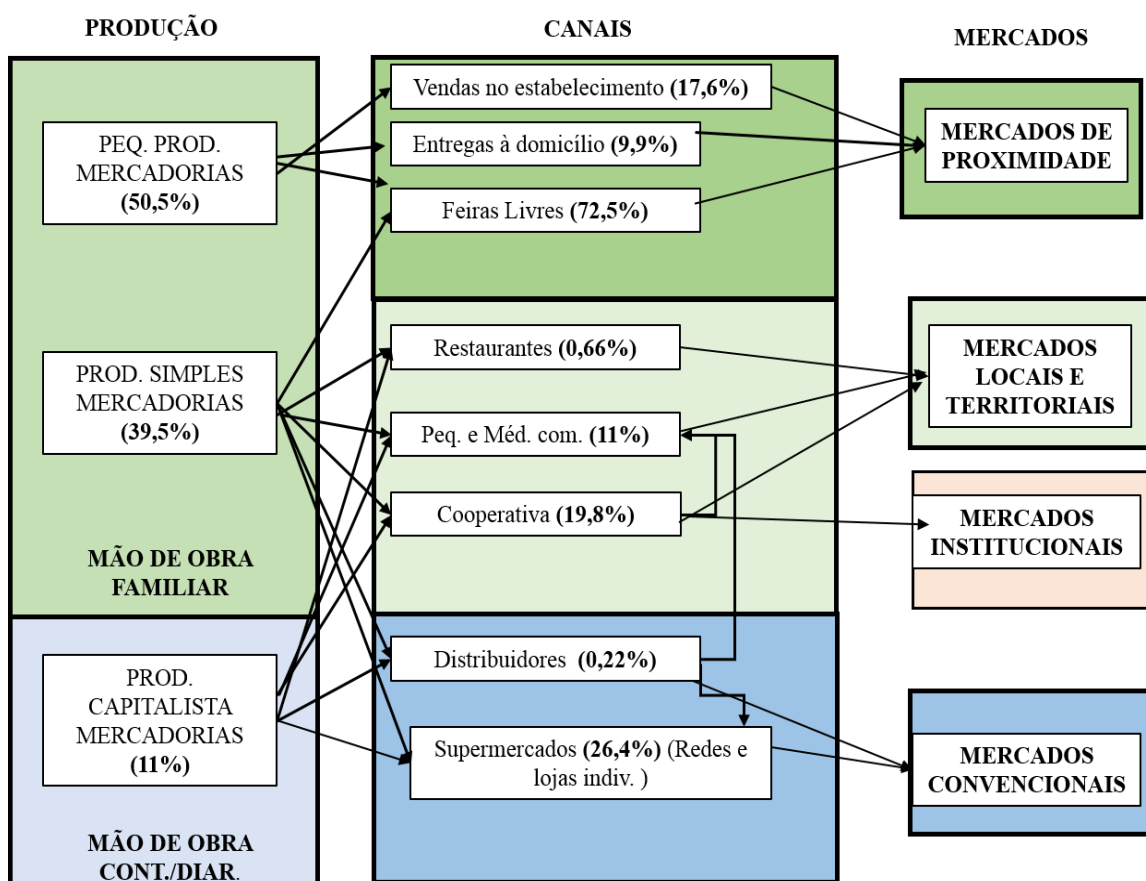 PRODUÇÃO
PEQ. PROD.
MERCADORIAS
(50,5%)
PROD. SIMPLES
MERCADORIAS
(39,5%)
MÃO DE OBRA
FAMILIAR
PROD.
CAPITALISTA
MERCADORIAS
(11%)
MÃO DE OBRA
CONT./DIAR.
CANAIS
Vendas no estabelecimento (17,6%)
Entregas à domicílio (9,9%)
Feiras Livres (72,5%)
Restaurantes (0,66%)
Peq. e Méd. com. (11%)
Cooperativa (19,8%)
Distribuidores (0,22%)
Supermercados (26,4%) (Redes e
lojas indiv. )
MERCADOS
MERCADOS DE
PROXIMIDADE
MERCADOS
LOCAIS E
TERRITORIAIS
MERCADOS
INSTITUCIONAIS
MERCADOS
CONVENCIONAIS